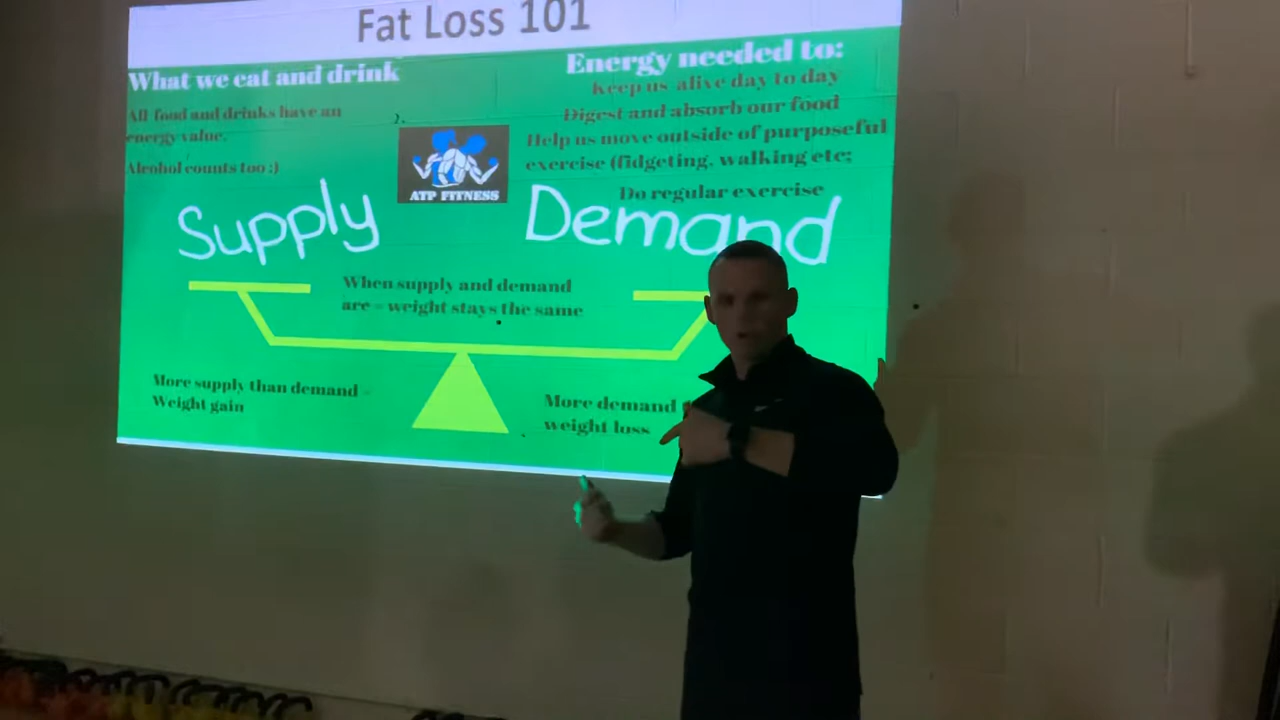 Fat Loss 101
What we eat and drink
All food and drinks have an
energy value.
Alcohol counts too :)
Energy needed to:
Keep us alive day to day
Digest and absorb our food
Help us move outside of purposeful
exercise (fidgeting, walking etc;
Do regular exercise
ATP FITNESS
Supply
Demand
When supply and demand
are = weight stays the same
More supply than demand =
Weight gain
More demand
weight loss